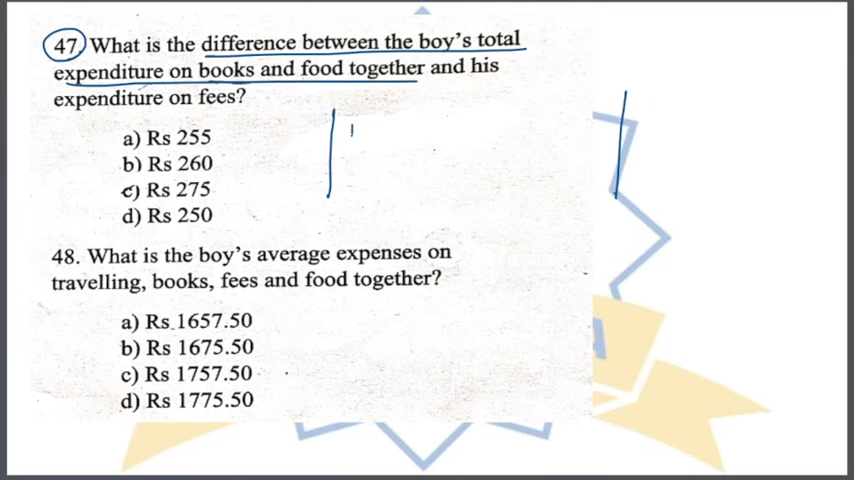 47. What is the difference between the boy's total
expenditure on books and food together and his
expenditure on fees?
a) Rs 255
b) Rs 260
c) Rs 275
d) Rs 250
48. What is the boy's average expenses on
travelling, books, fees and food together?
a) Rs 1657.50
b) Rs 1675.50
c) Rs 1757.50
d) Rs 1775.50